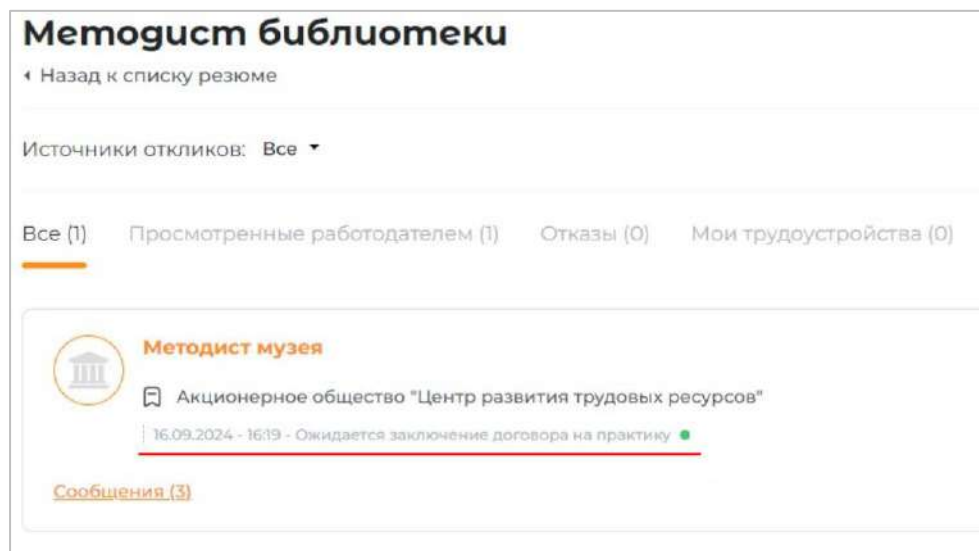 Методист библиотеки
Назад к списку резюме
Источники откликов: Все
Все (1) Просмотренные работодателем (1) Отказы (0) Мои трудоустройства (0)
Методист музея
Акционерное общество "Центр развития трудовых ресурсов"
16.09.2024 - 16:19 - Ожидается заключение договора на практику
Сообщения (3)